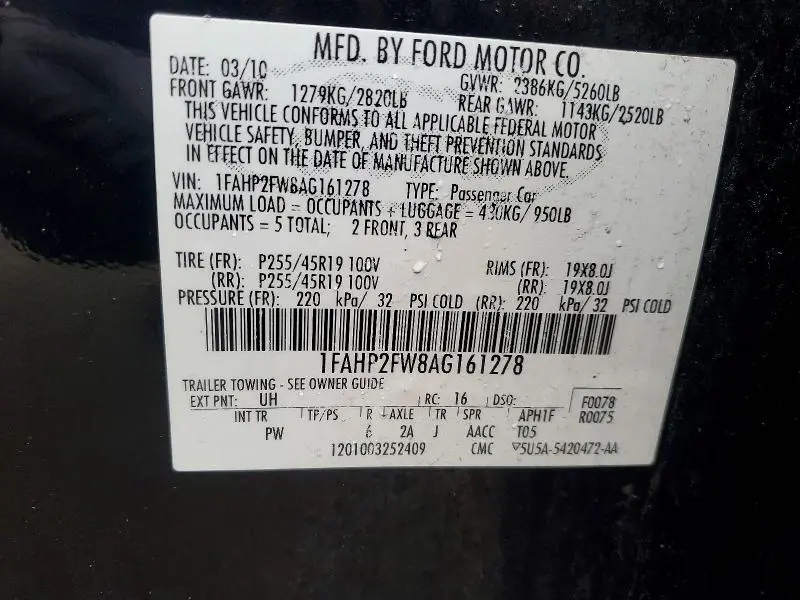 MFD. BY FORD MOTOR CO.
DATE: 03/10 GVWR: 2386KG/5260LB
FRONT GAWR: 1279KG/2820LB REAR GAWR: 1143KG/2520LB
THIS VEHICLE CONFORMS TO ALL APPLICABLE FEDERAL MOTOR
VEHICLE SAFETY, BUMPER, AND THEFT PREVENTION STANDARDS
IN EFFECT ON THE DATE OF MANUFACTURE SHOWN ABOVE.
VIN: 1FAHP2FW8AG161278 TYPE: Passenger Car
MAXIMUM LOAD = OCCUPANTS + LUGGAGE = 430KG/ 950LB
OCCUPANTS = 5 TOTAL; 2 FRONT, 3 REAR
TIRE (FR): P255/45R19 100V RIMS (FR): 19X8.0J
(RR): P255/45R19 100V (RR): 19X8.0J
PRESSURE (FR): 220 kPa/ 32 PSI COLD (RR): 220 kPa/ 32 PSI COLD
1FAHP2FW8AG161278
TRAILER TOWING - SEE OWNER GUIDE
EXT PNT: UH RC: 16 DSO: F0078
INT TR TP/PS R AXLE TR SPR APH1F R0075
PW 6 2A J AACC T05
1201003252409 CMC 5U5A-5420472-AA